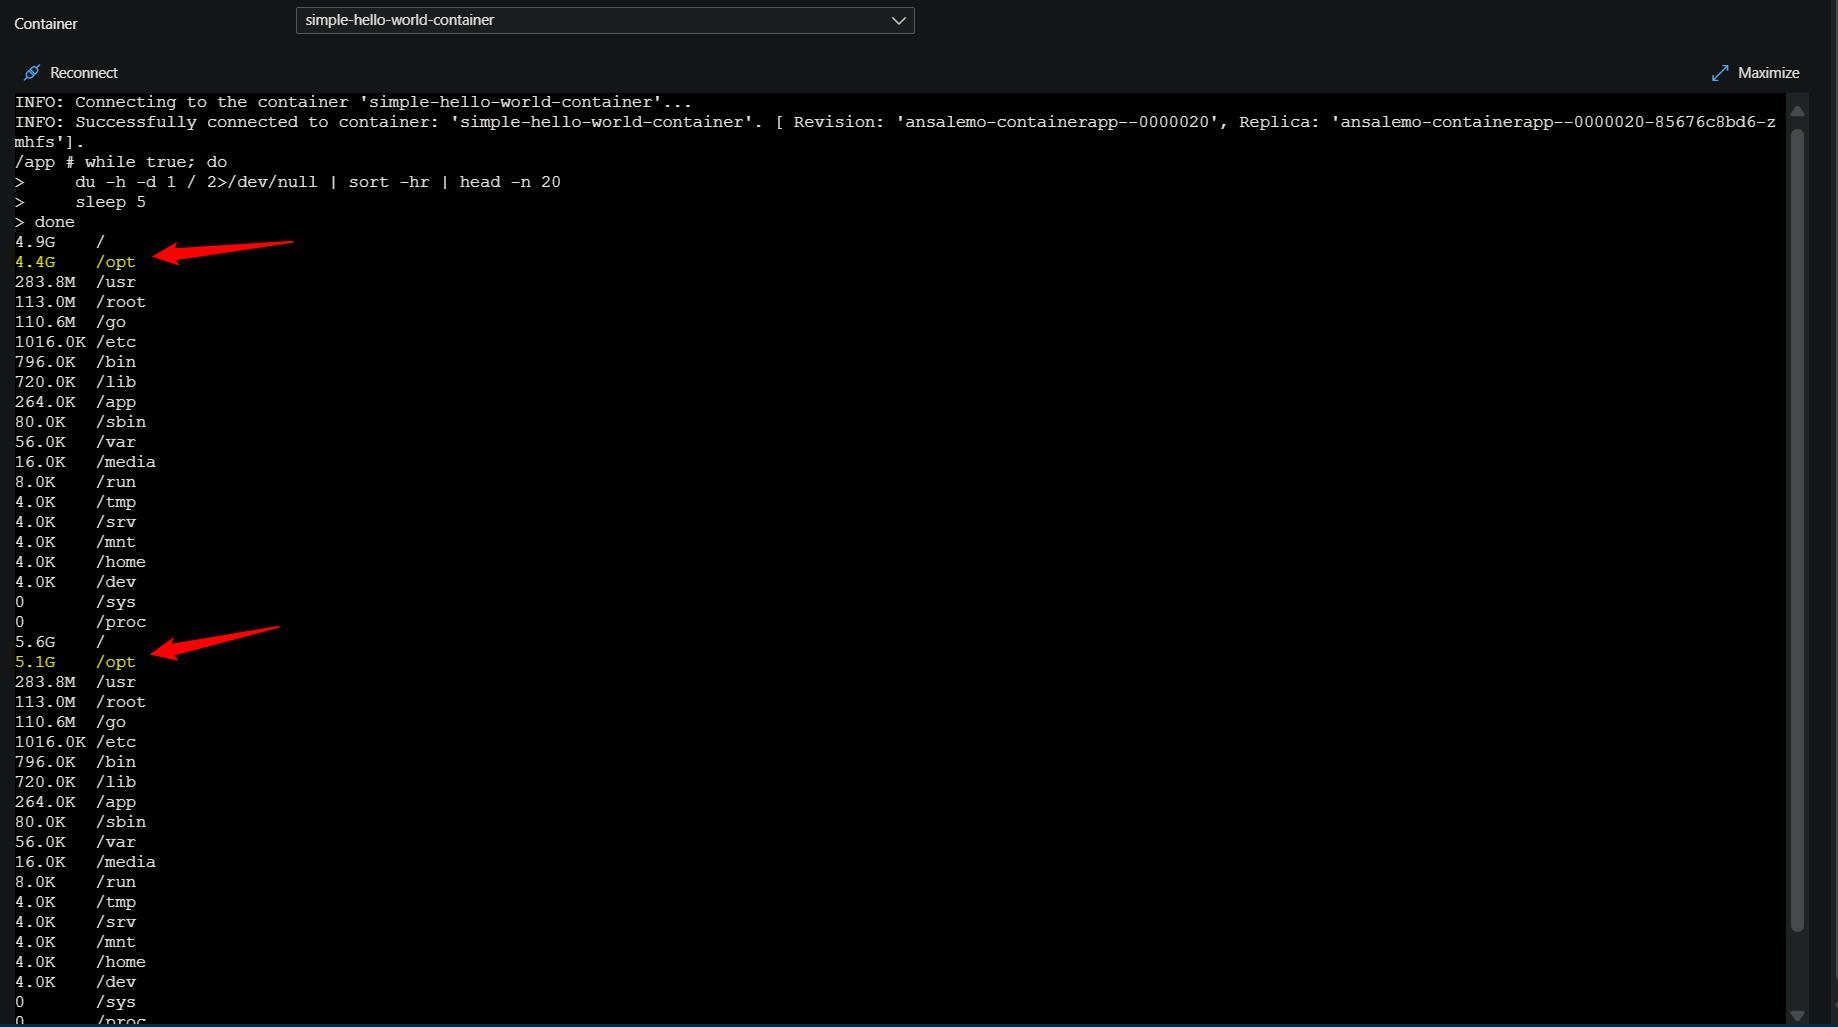 Container
simple-hello-world-container
Reconnect
Maximize
INFO: Connecting to the container 'simple-hello-world-container'...
INFO: Successfully connected to container: 'simple-hello-world-container'. [ Revision: 'ansalemo-containerapp--0000020', Replica: 'ansalemo-containerapp--0000020-85676c8bd6-z
mhfs'].
/app # while true; do
>     du -h -d 1 / 2>/dev/null | sort -hr | head -n 20
>     sleep 5
> done
4.9G    /
4.4G    /opt
283.8M  /usr
113.0M  /root
110.6M  /go
1016.0K /etc
796.0K  /bin
720.0K  /lib
264.0K  /app
80.0K   /sbin
56.0K   /var
16.0K   /media
8.0K    /run
4.0K    /tmp
4.0K    /srv
4.0K    /mnt
4.0K    /home
4.0K    /dev
0       /sys
0       /proc
5.6G    /
5.1G    /opt
283.8M  /usr
113.0M  /root
110.6M  /go
1016.0K /etc
796.0K  /bin
720.0K  /lib
264.0K  /app
80.0K   /sbin
56.0K   /var
16.0K   /media
8.0K    /run
4.0K    /tmp
4.0K    /srv
4.0K    /mnt
4.0K    /home
4.0K    /dev
0       /sys
0       /proc